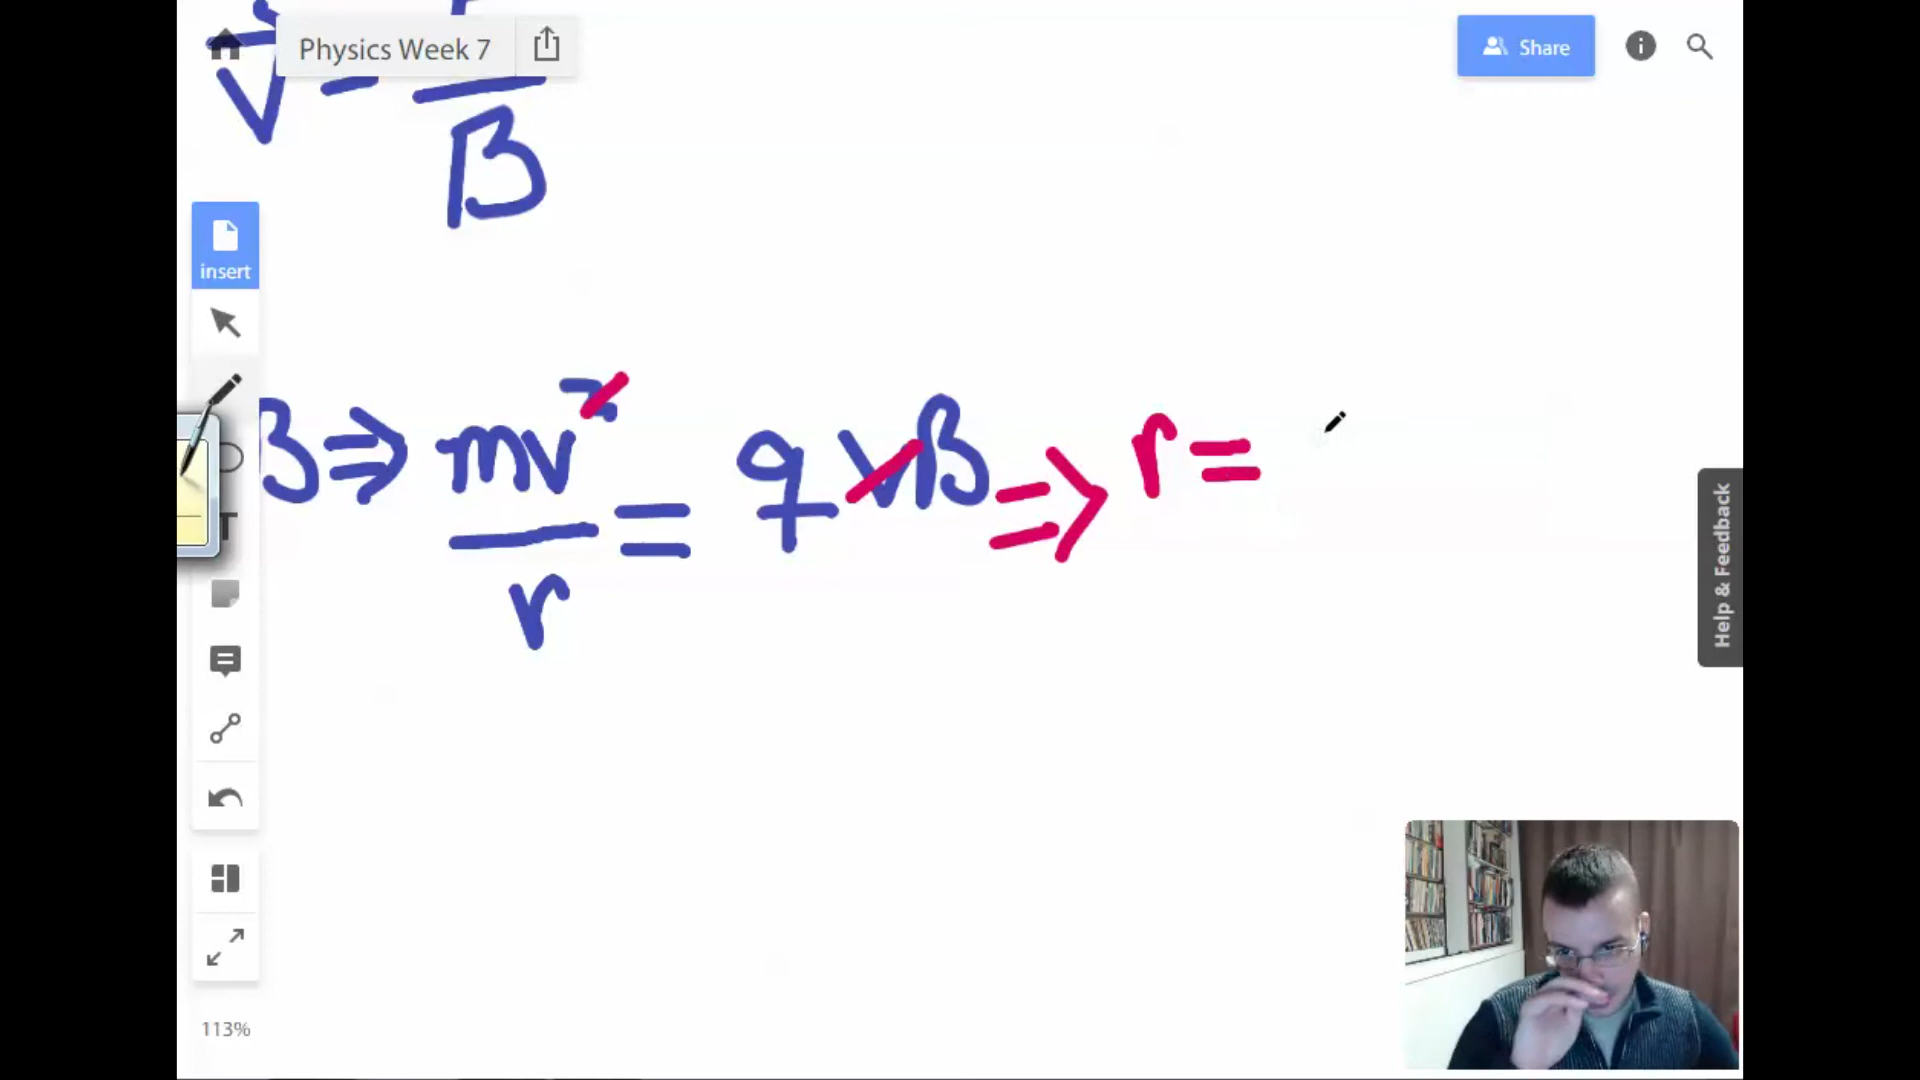 Physics Week 7
Share
v = / B
insert
B ⇒ mv² / r = qvB ⇒ r =
T
Help & Feedback
113%